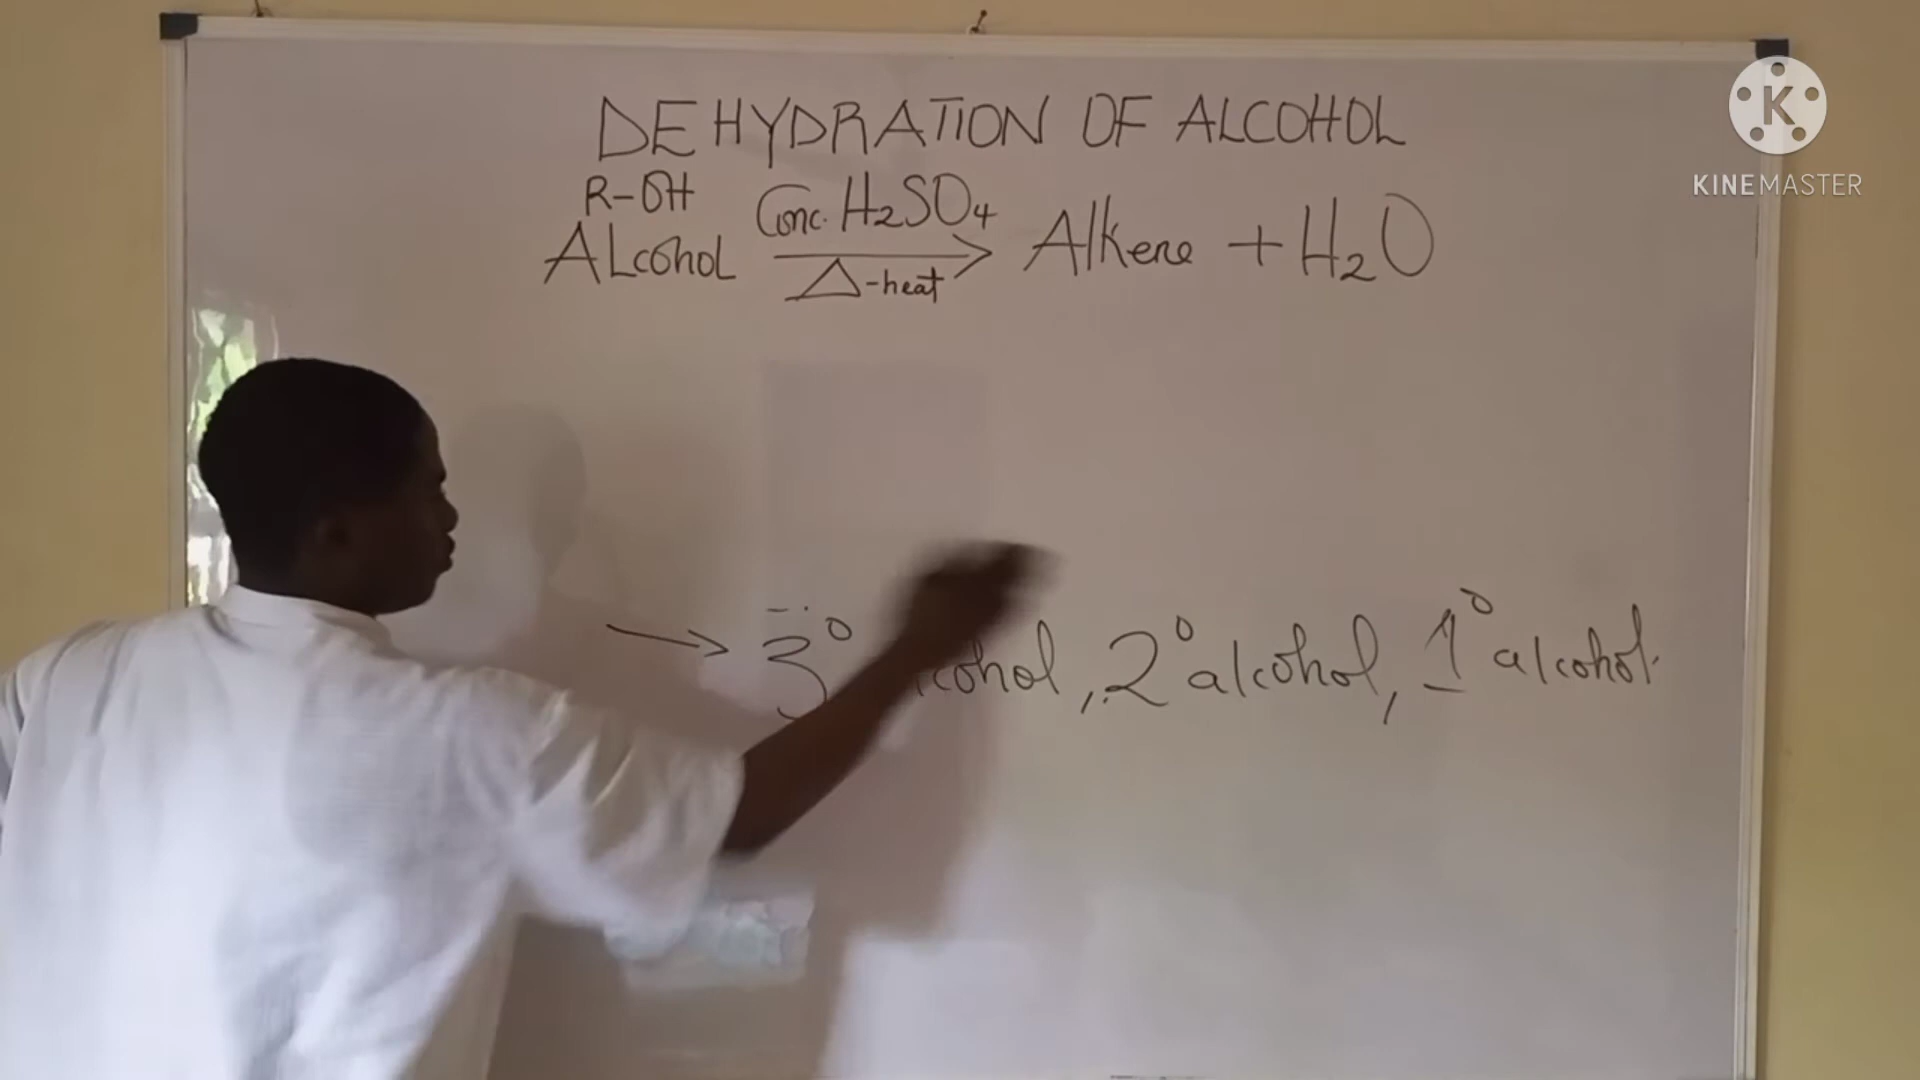 DEHYDRATION OF ALCOHOL
R-OH
Conc. H₂SO₄
ALcohol → Alkene + H₂O
Δ-heat
→ 3° alcohol, 2° alcohol, 1° alcohol.
K
KINEMASTER